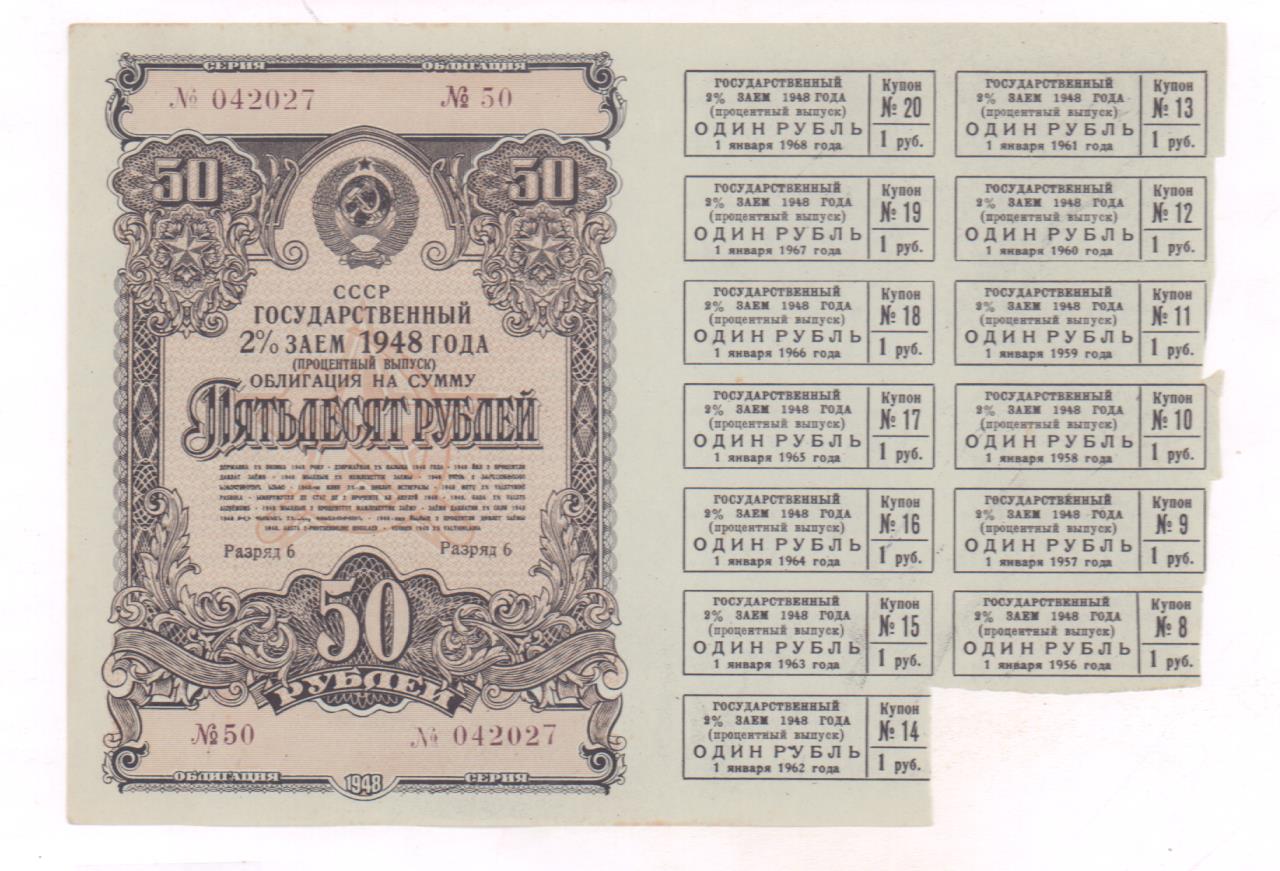 СЕРИЯ ОБЛИГАЦИЯ
№ 042027 № 50
50 50
СССР
ГОСУДАРСТВЕННЫЙ
2% ЗАЕМ 1948 ГОДА
(ПРОЦЕНТНЫЙ ВЫПУСК)
ОБЛИГАЦИЯ НА СУММУ
ПЯТЬДЕСЯТ РУБЛЕЙ
Разряд 6 Разряд 6
50
РУБЛЕЙ
№50 № 042027
ОБЛИГАЦИЯ 1948 СЕРИЯ
ГОСУДАРСТВЕННЫЙ
2% ЗАЕМ 1948 ГОДА
(процентный выпуск)
ОДИН РУБЛЬ
1 января 1968 года
Купон
№ 20
1 руб.
ГОСУДАРСТВЕННЫЙ
2% ЗАЕМ 1948 ГОДА
(процентный выпуск)
ОДИН РУБЛЬ
1 января 1961 года
Купон
№ 13
1 руб.
ГОСУДАРСТВЕННЫЙ
2% ЗАЕМ 1948 ГОДА
(процентный выпуск)
ОДИН РУБЛЬ
1 января 1967 года
Купон
№ 19
1 руб.
ГОСУДАРСТВЕННЫЙ
2% ЗАЕМ 1948 ГОДА
(процентный выпуск)
ОДИН РУБЛЬ
1 января 1960 года
Купон
№ 12
1 руб.
ГОСУДАРСТВЕННЫЙ
2% ЗАЕМ 1948 ГОДА
(процентный выпуск)
ОДИН РУБЛЬ
1 января 1966 года
Купон
№ 18
1 руб.
ГОСУДАРСТВЕННЫЙ
2% ЗАЕМ 1948 ГОДА
(процентный выпуск)
ОДИН РУБЛЬ
1 января 1959 года
Купон
№ 11
1 руб.
ГОСУДАРСТВЕННЫЙ
2% ЗАЕМ 1948 ГОДА
(процентный выпуск)
ОДИН РУБЛЬ
1 января 1965 года
Купон
№ 17
1 руб.
ГОСУДАРСТВЕННЫЙ
2% ЗАЕМ 1948 ГОДА
(процентный выпуск)
ОДИН РУБЛЬ
1 января 1958 года
Купон
№ 10
1 руб.
ГОСУДАРСТВЕННЫЙ
2% ЗАЕМ 1948 ГОДА
(процентный выпуск)
ОДИН РУБЛЬ
1 января 1964 года
Купон
№ 16
1 руб.
ГОСУДАРСТВЕННЫЙ
2% ЗАЕМ 1948 ГОДА
(процентный выпуск)
ОДИН РУБЛЬ
1 января 1957 года
Купон
№ 9
1 руб.
ГОСУДАРСТВЕННЫЙ
2% ЗАЕМ 1948 ГОДА
(процентный выпуск)
ОДИН РУБЛЬ
1 января 1963 года
Купон
№ 15
1 руб.
ГОСУДАРСТВЕННЫЙ
2% ЗАЕМ 1948 ГОДА
(процентный выпуск)
ОДИН РУБЛЬ
1 января 1956 года
Купон
№ 8
1 руб.
ГОСУДАРСТВЕННЫЙ
2% ЗАЕМ 1948 ГОДА
(процентный выпуск)
ОДИН РУБЛЬ
1 января 1962 года
Купон
№ 14
1 руб.